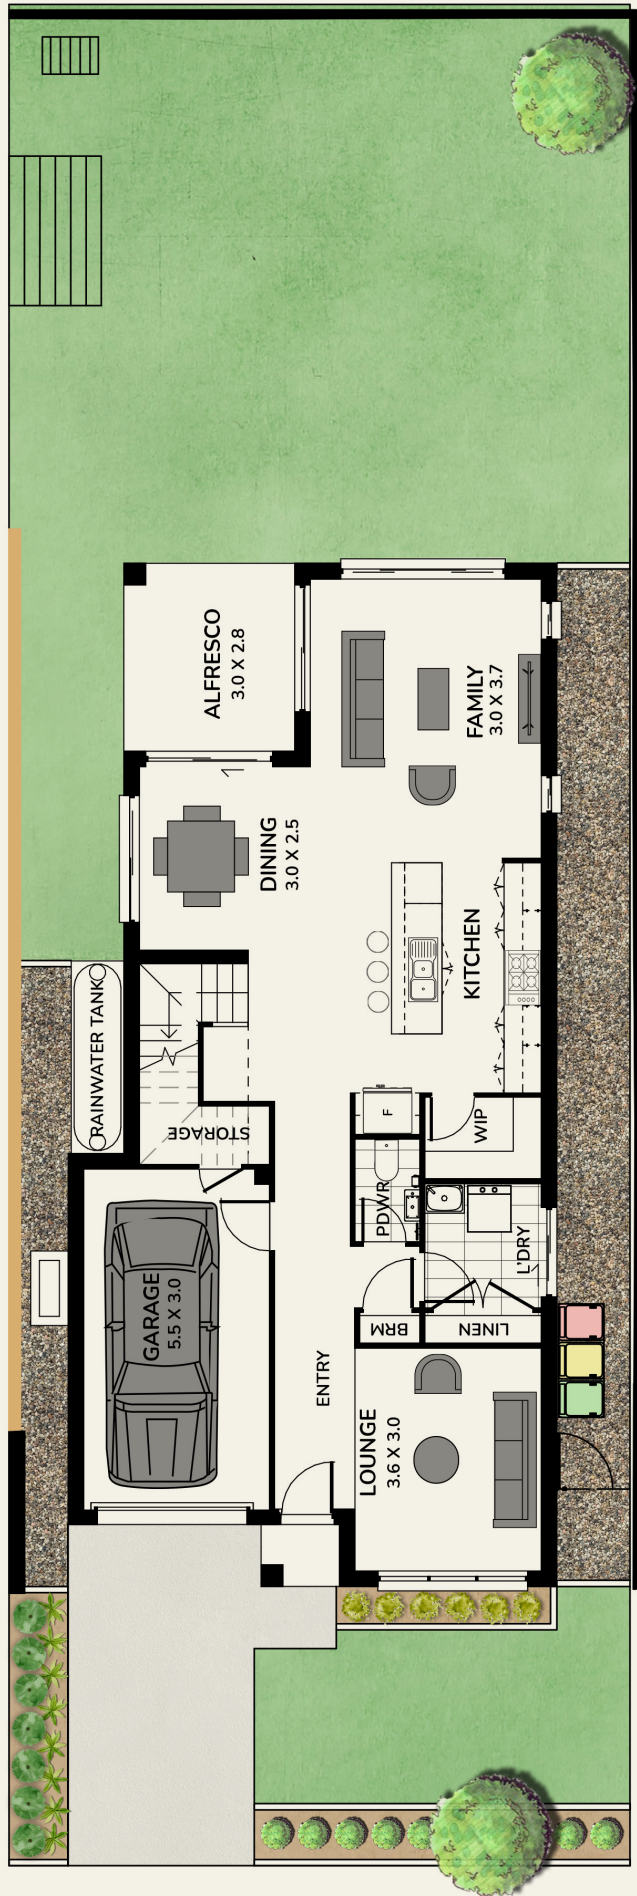 ALFRESCO
3.0 X 2.8
FAMILY
3.0 X 3.7
DINING
3.0 X 2.5
KITCHEN
RAINWATER TANK
STORAGE
F
WIP
PDWR
L'DRY
GARAGE
5.5 X 3.0
BRM
LINEN
ENTRY
LOUNGE
3.6 X 3.0